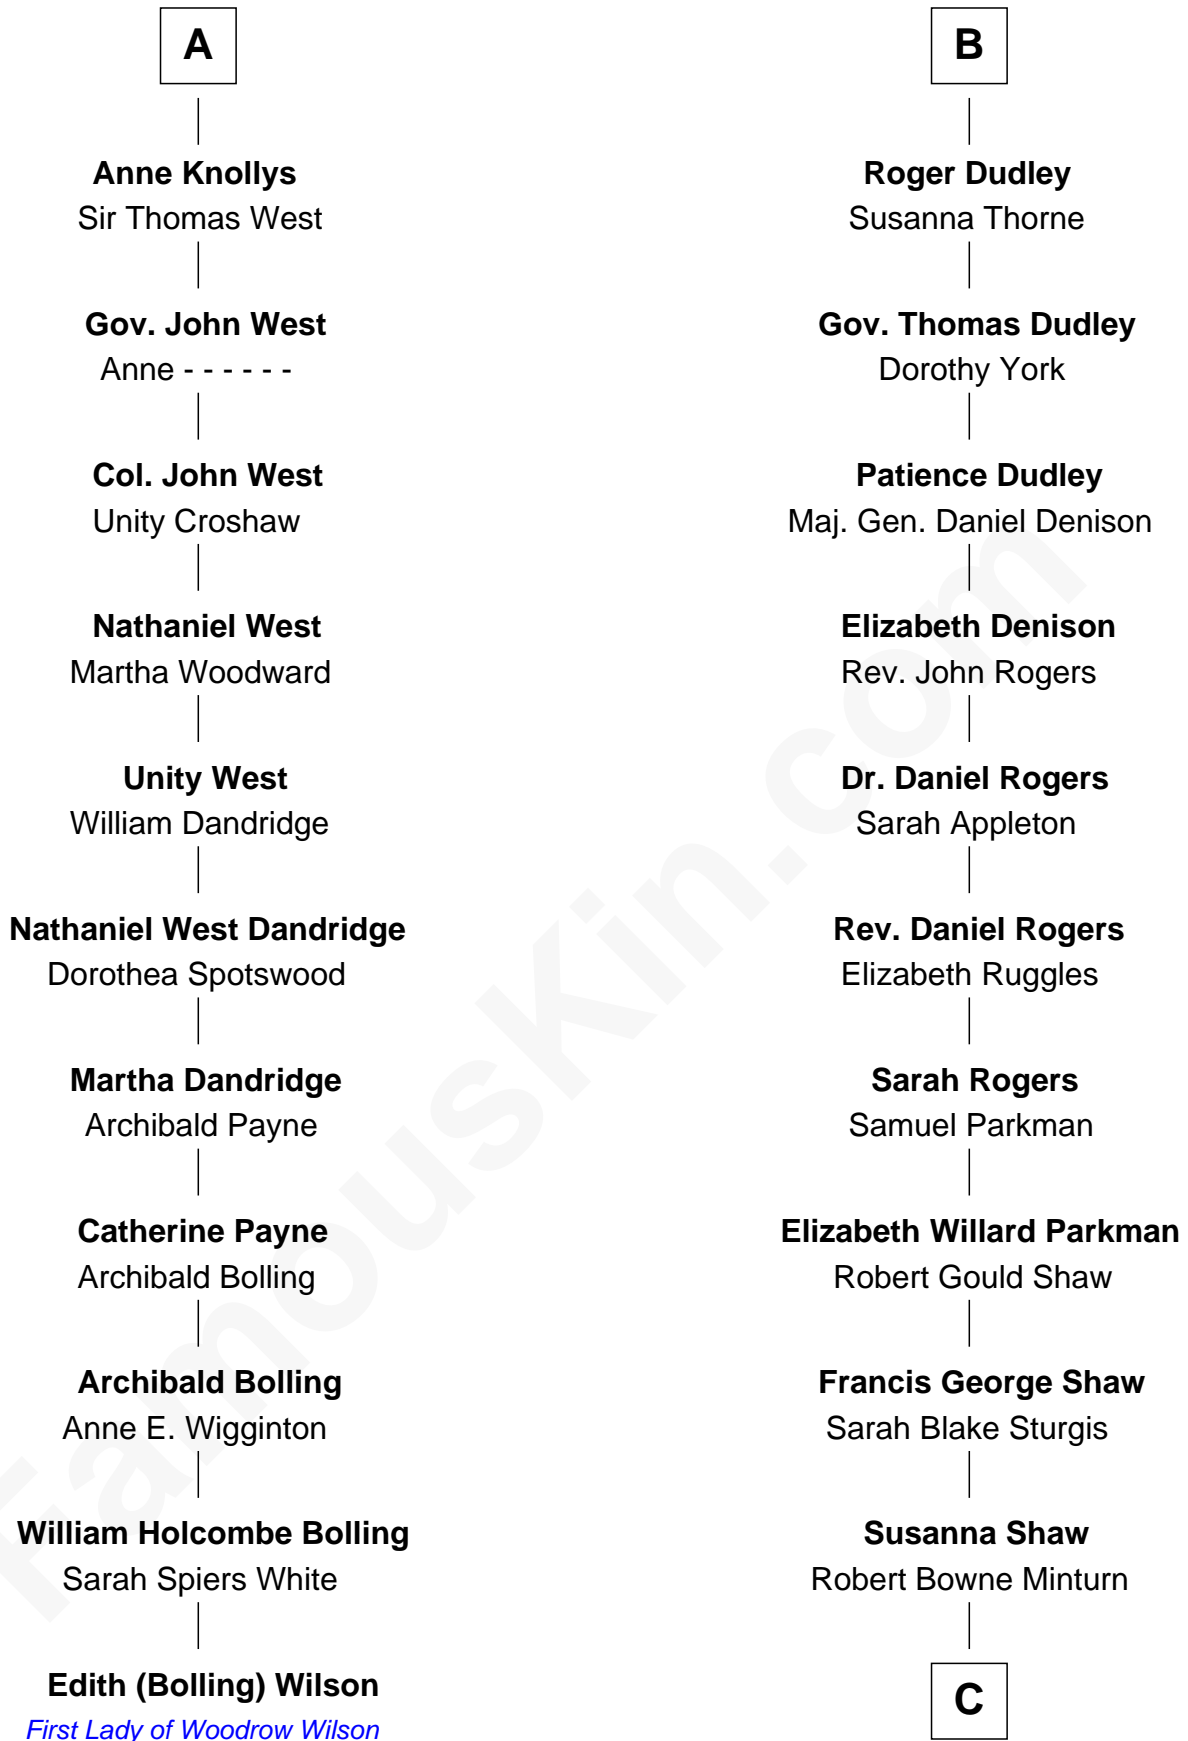 A
Anne Knollys
Sir Thomas West
Gov. John West
Anne - - - - - -
Col. John West
Unity Croshaw
Nathaniel West
Martha Woodward
Unity West
William Dandridge
Nathaniel West Dandridge
Dorothea Spotswood
Martha Dandridge
Archibald Payne
Catherine Payne
Archibald Bolling
Archibald Bolling
Anne E. Wigginton
William Holcombe Bolling
Sarah Spiers White
Edith (Bolling) Wilson
First Lady of Woodrow Wilson
B
Roger Dudley
Susanna Thorne
Gov. Thomas Dudley
Dorothy York
Patience Dudley
Maj. Gen. Daniel Denison
Elizabeth Denison
Rev. John Rogers
Dr. Daniel Rogers
Sarah Appleton
Rev. Daniel Rogers
Elizabeth Ruggles
Sarah Rogers
Samuel Parkman
Elizabeth Willard Parkman
Robert Gould Shaw
Francis George Shaw
Sarah Blake Sturgis
Susanna Shaw
Robert Bowne Minturn
C
FamousKin.com